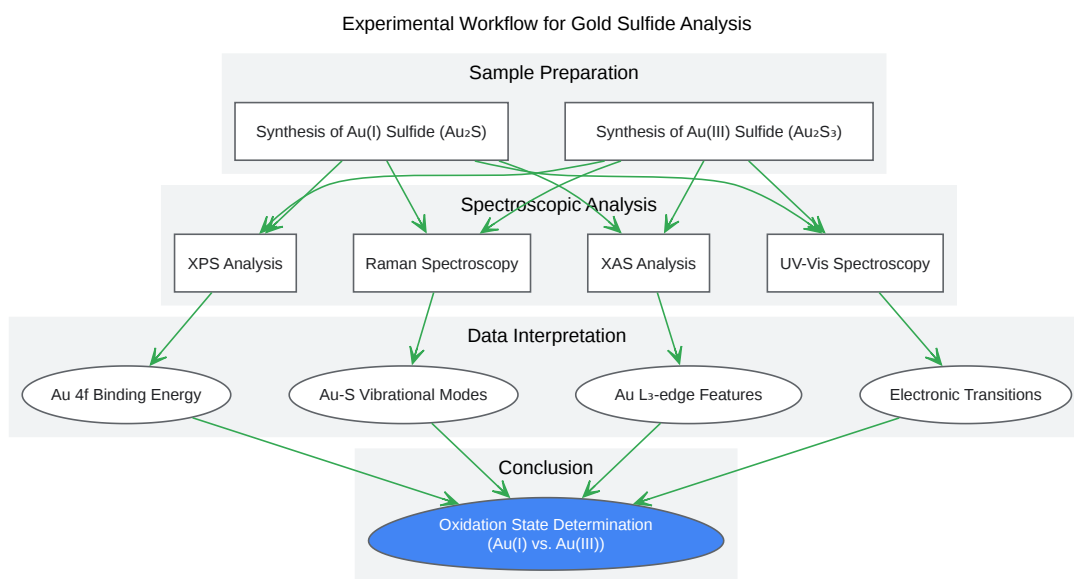 Experimental Workflow for Gold Sulfide Analysis
Sample Preparation
Synthesis of Au(I) Sulfide (Au₂S)
Synthesis of Au(III) Sulfide (Au₂S₃)
Spectroscopic Analysis
XPS Analysis
Raman Spectroscopy
XAS Analysis
UV-Vis Spectroscopy
Data Interpretation
Au 4f Binding Energy
Au-S Vibrational Modes
Au L₃-edge Features
Electronic Transitions
Conclusion
Oxidation State Determination
(Au(I) vs. Au(III))